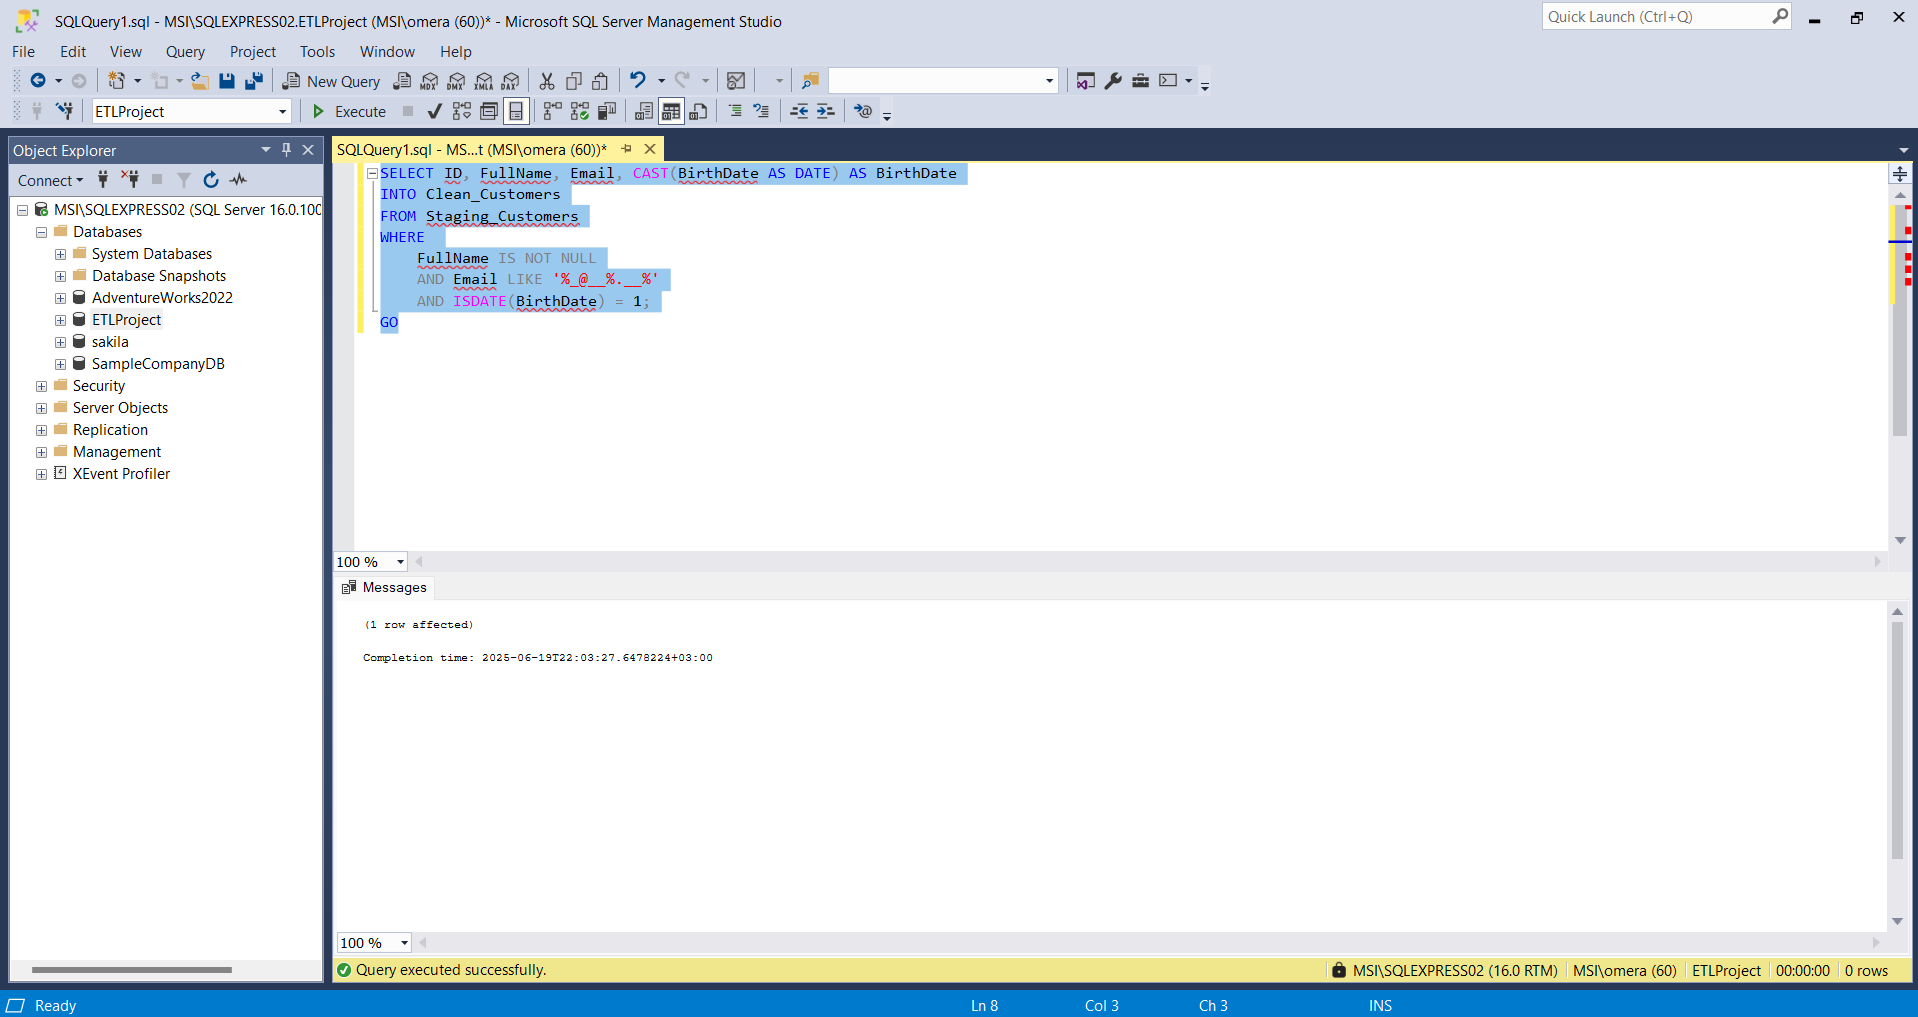 SQLQuery1.sql - MSI\SQLEXPRESS02.ETLProject (MSI\omera (60))* - Microsoft SQL Server Management Studio
Quick Launch (Ctrl+Q)
File Edit View Query Project Tools Window Help
New Query MDX DMX XMLA DAX
ETLProject Execute
Object Explorer
Connect
MSI\SQLEXPRESS02 (SQL Server 16.0.100
Databases
System Databases
Database Snapshots
AdventureWorks2022
ETLProject
sakila
SampleCompanyDB
Security
Server Objects
Replication
Management
XEvent Profiler
SQLQuery1.sql - MS...t (MSI\omera (60))*
SELECT ID, FullName, Email, CAST(BirthDate AS DATE) AS BirthDate
INTO Clean_Customers
FROM Staging_Customers
WHERE
FullName IS NOT NULL
AND Email LIKE '%_@__%.__%'
AND ISDATE(BirthDate) = 1;
GO
100 %
Messages
(1 row affected)
Completion time: 2025-06-19T22:03:27.6478224+03:00
100 %
Query executed successfully.
MSI\SQLEXPRESS02 (16.0 RTM) MSI\omera (60) ETLProject 00:00:00 0 rows
Ready Ln 8 Col 3 Ch 3 INS